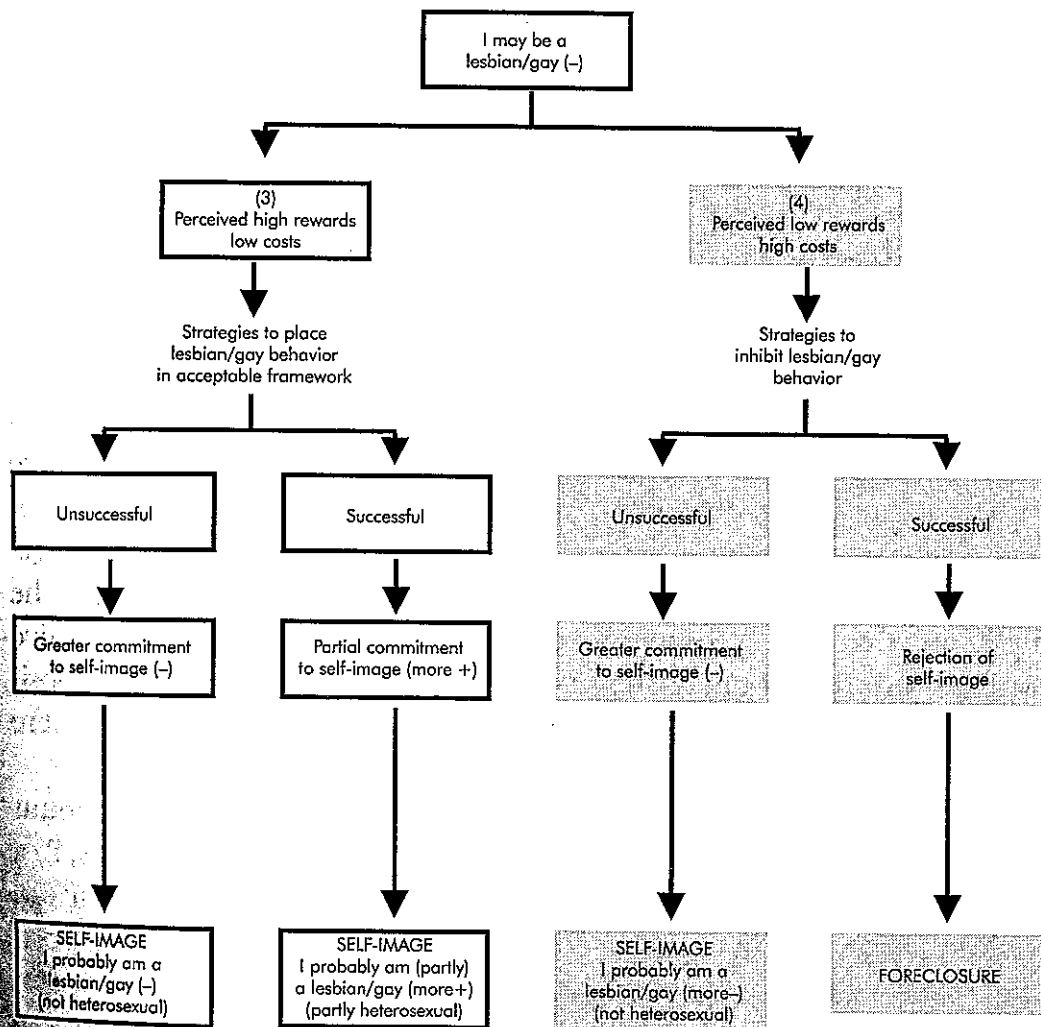 I may be a
lesbian/gay (–)
(3)
Perceived high rewards
low costs
(4)
Perceived low rewards
high costs
Strategies to place
lesbian/gay behavior
in acceptable framework
Strategies to
inhibit lesbian/gay
behavior
Unsuccessful
Successful
Unsuccessful
Successful
Greater commitment
to self-image (–)
Partial commitment
to self-image (more +)
Greater commitment
to self-image (–)
Rejection of
self-image
SELF-IMAGE
I probably am a
lesbian/gay (–)
(not heterosexual)
SELF-IMAGE
I probably am (partly)
a lesbian/gay (more+)
(partly heterosexual)
SELF-IMAGE
I probably am a
lesbian/gay (more–)
(not heterosexual)
FORECLOSURE